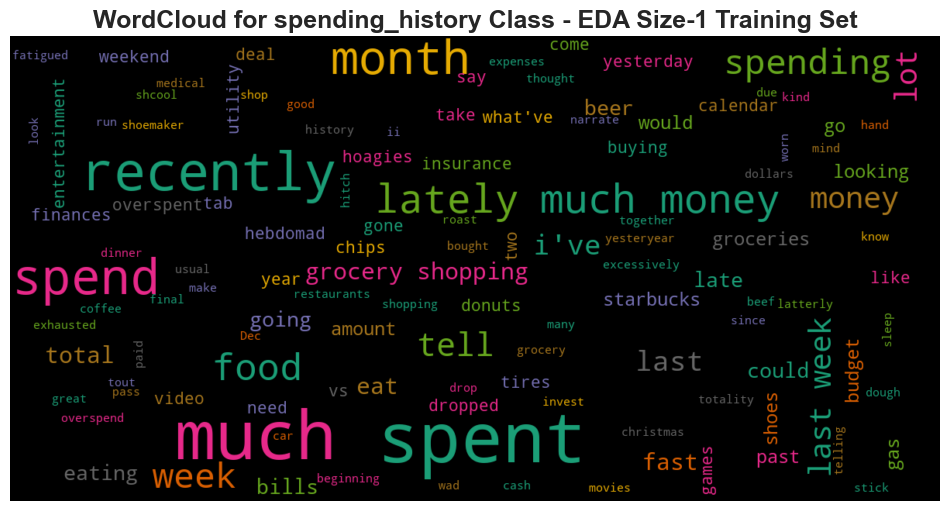 WordCloud for spending_history Class - EDA Size-1 Training Set
fatigued weekend deal month come expenses thought yesterday spending lot
say
medical shcool shop utility good take what've beer narrate calendar due kind
look entertainment run shoemaker history ii would go hand
hoagies buying worn mind
recently hitch insurance dollars looking
finances overspent tab lately much money money
gone roast together
hebdomad chips bought two i've yesteryear groceries know
dinner
spend usual make year grocery shopping excessively late like
coffee final restaurants shopping donuts starbucks beef latterly
exhausted going amount many since sleep
total paid Dec tell grocery last could last week budget
food
tout pass vs eat tires drop totality dough
great video need dropped invest shoes
overspend car christmas telling
much spent
eating week fast games past gas
bills beginning wad cash movies stick